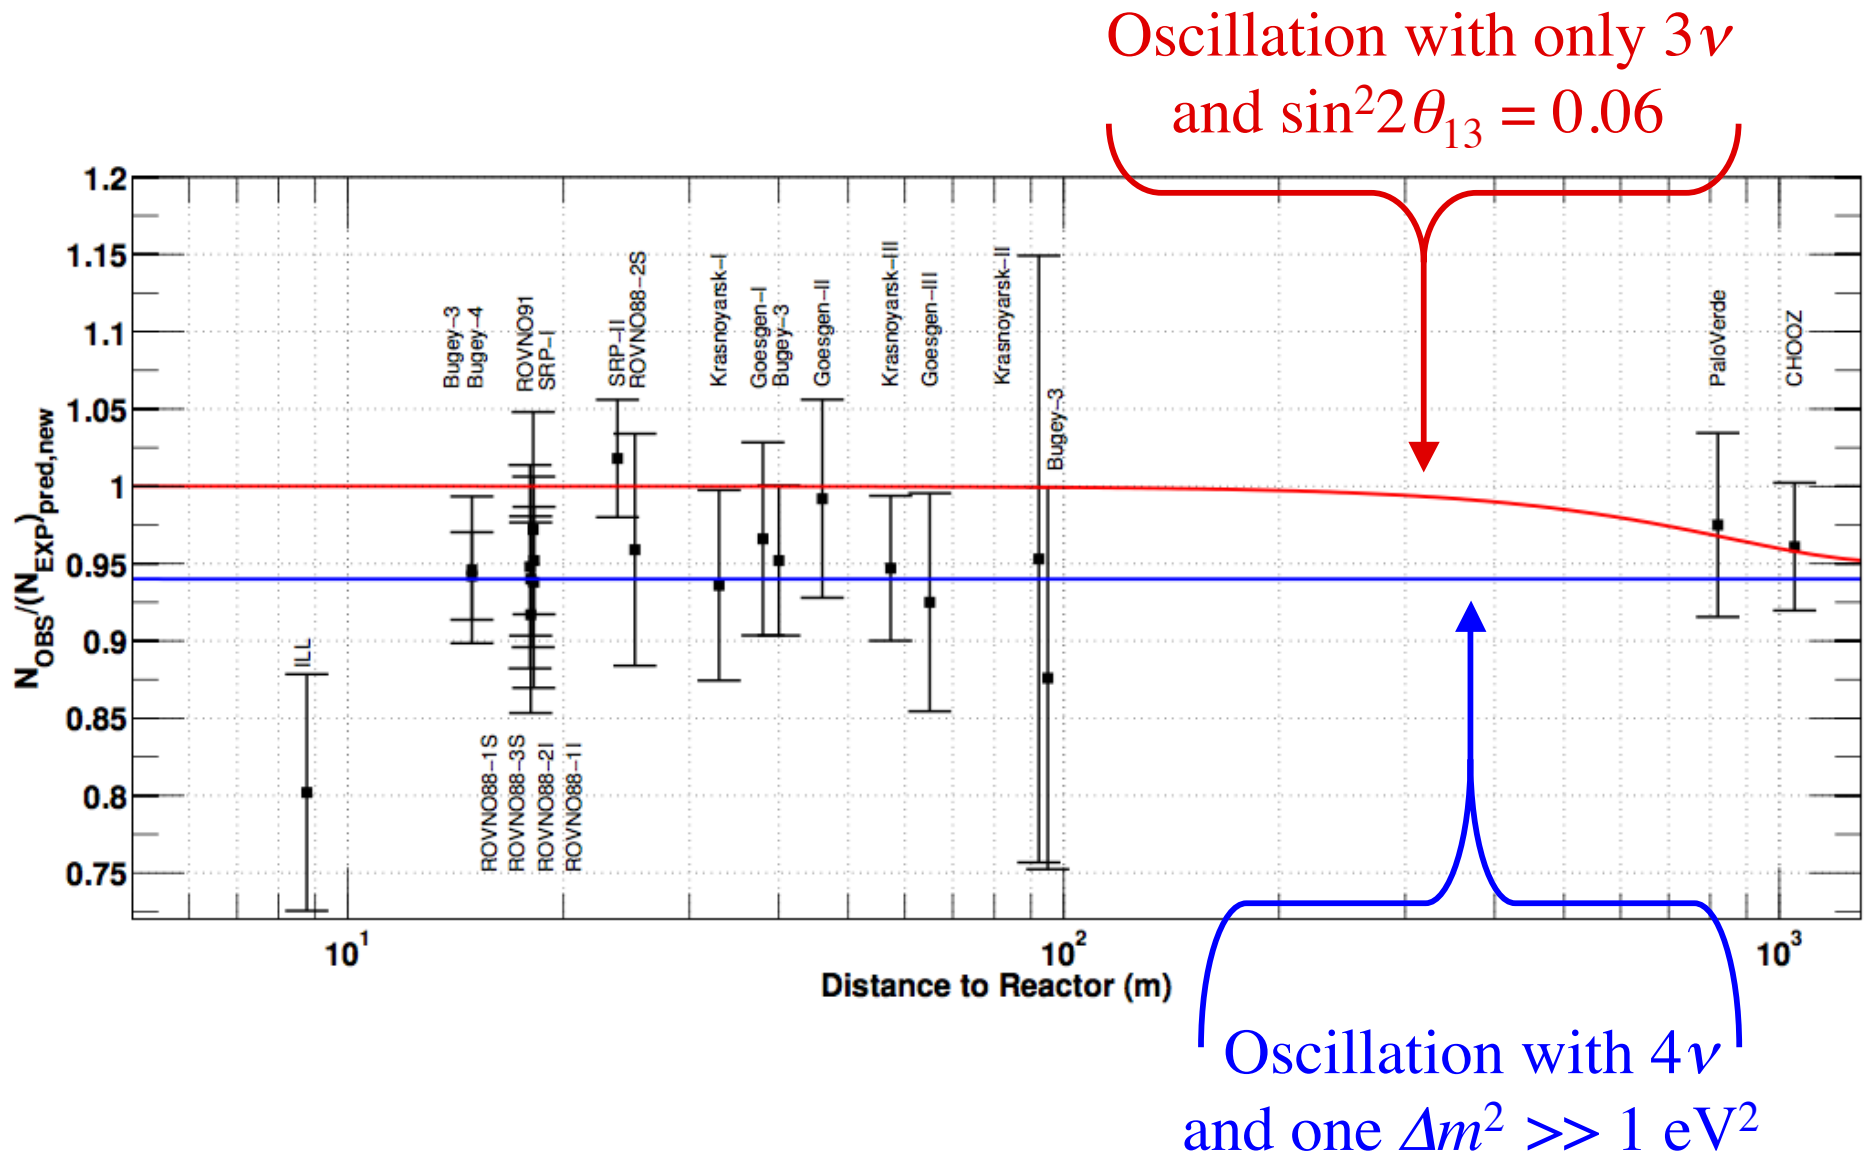 Oscillation with only 3ν
and sin²2θ₁₃ = 0.06
1.2
1.15
1.1
1.05
1
0.95
0.9
0.85
0.8
0.75
N_OBS/(N_EXP)_pred,new
ILL
Bugey-3
Bugey-4
ROVNO91
SRP-I
SRP-II
ROVNO88-2S
Krasnoyarsk-I
Goesgen-I
Bugey-3
Goesgen-II
Krasnoyarsk-III
Goesgen-III
Krasnoyarsk-II
Bugey-3
PaloVerde
CHOOZ
ROVNO88-1S
ROVNO88-3S
ROVNO88-2I
ROVNO88-1I
10¹
10²
10³
Distance to Reactor (m)
Oscillation with 4ν
and one Δm² >> 1 eV²